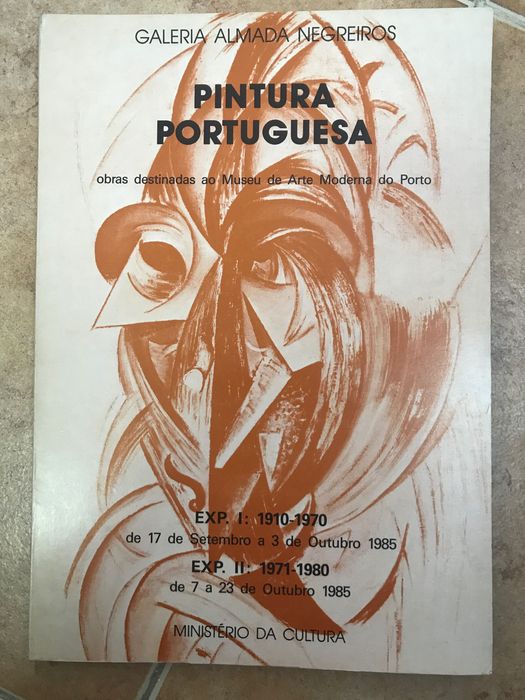 GALERIA ALMADA NEGREIROS
PINTURA
PORTUGUESA
obras destinadas ao Museu de Arte Moderna do Porto
EXP. I: 1910-1970
de 17 de Setembro a 3 de Outubro 1985
EXP. II: 1971-1980
de 7 a 23 de Outubro 1985
MINISTÉRIO DA CULTURA